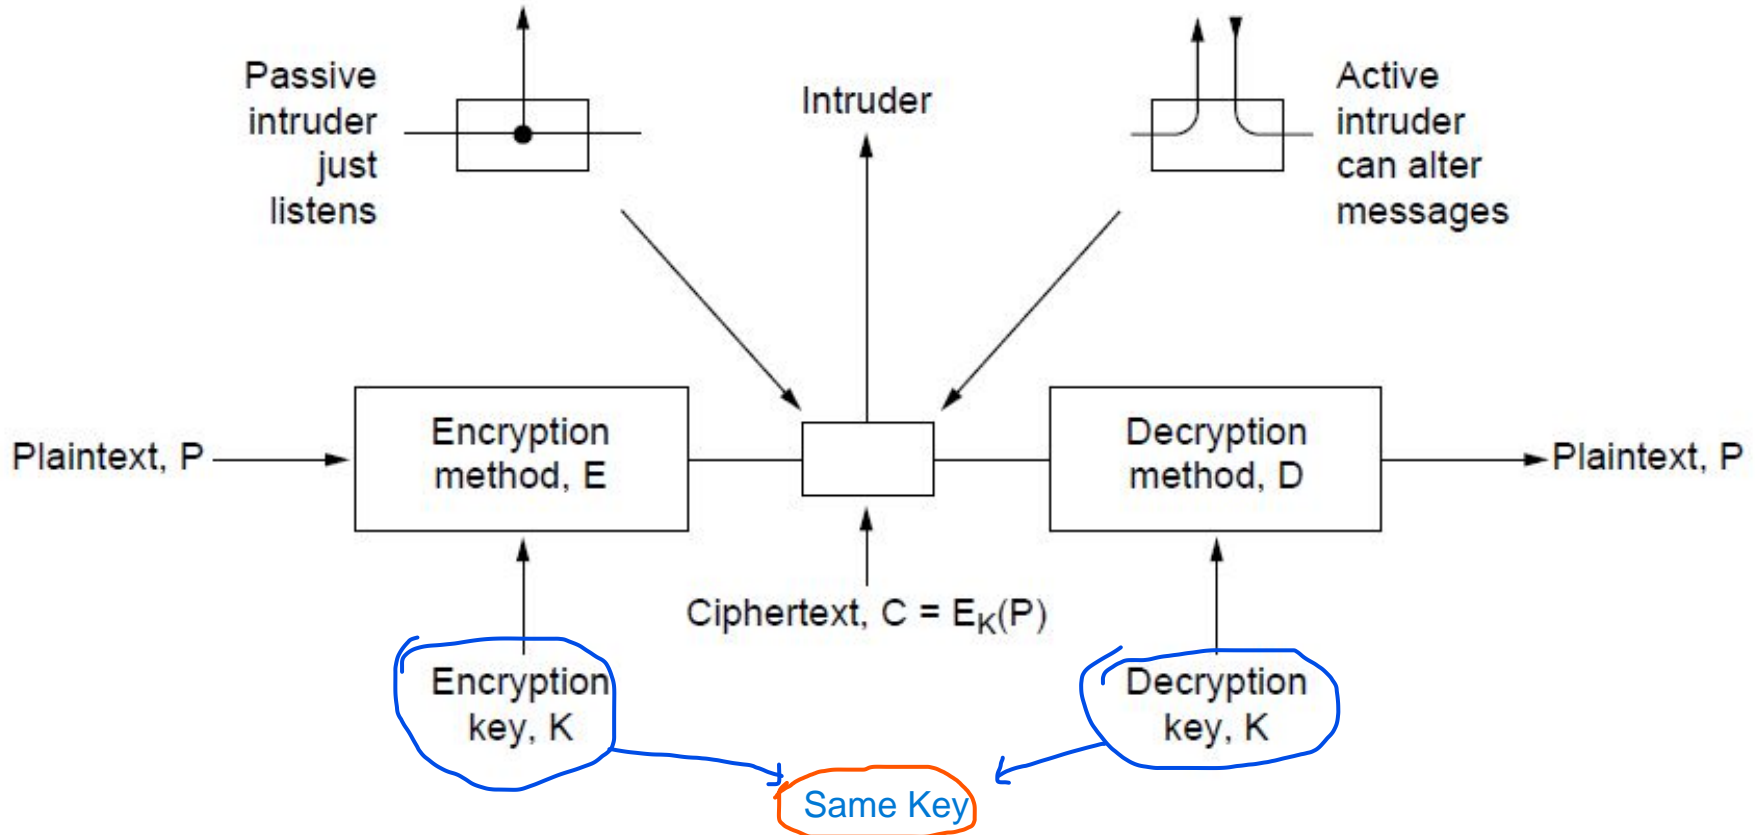 Passive
intruder
just
listens
Intruder
Active
intruder
can alter
messages
Plaintext, P
Encryption
method, E
Decryption
method, D
Plaintext, P
Ciphertext, C = EK(P)
Encryption
key, K
Decryption
key, K
Same Key